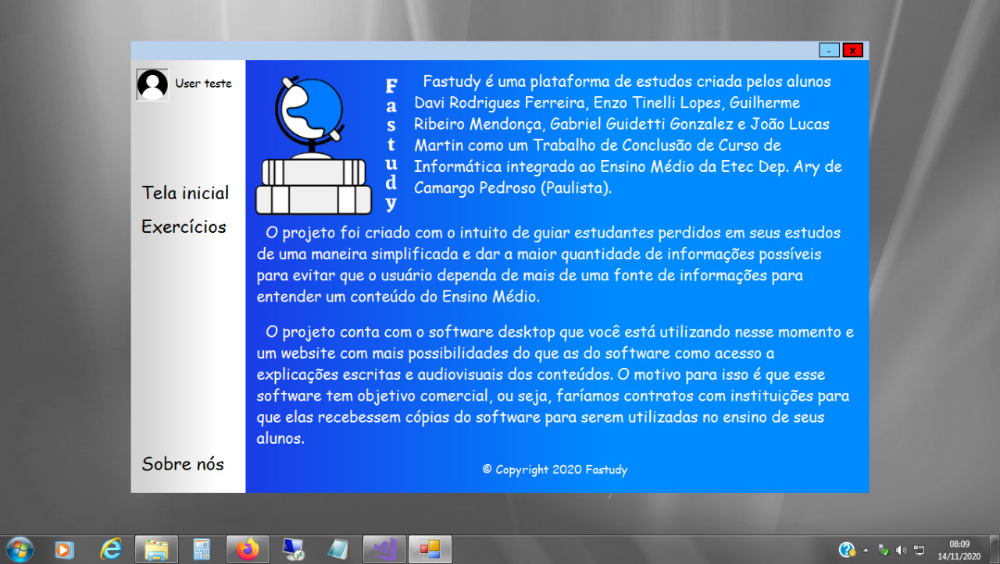 - x
User teste
Tela inicial
Exercícios
Sobre nós
Fastudy
Fastudy é uma plataforma de estudos criada pelos alunos
Davi Rodrigues Ferreira, Enzo Tinelli Lopes, Guilherme
Ribeiro Mendonça, Gabriel Guidetti Gonzalez e João Lucas
Martin como um Trabalho de Conclusão de Curso de
Informática integrado ao Ensino Médio da Etec Dep. Ary de
Camargo Pedroso (Paulista).
O projeto foi criado com o intuito de guiar estudantes perdidos em seus estudos
de uma maneira simplificada e dar a maior quantidade de informações possíveis
para evitar que o usuário dependa de mais de uma fonte de informações para
entender um conteúdo do Ensino Médio.
O projeto conta com o software desktop que você está utilizando nesse momento e
um website com mais possibilidades do que as do software como acesso a
explicações escritas e audiovisuais dos conteúdos. O motivo para isso é que esse
software tem objetivo comercial, ou seja, faríamos contratos com instituições para
que elas recebessem cópias do software para serem utilizadas no ensino de seus
alunos.
© Copyright 2020 Fastudy
08:09
14/11/2020